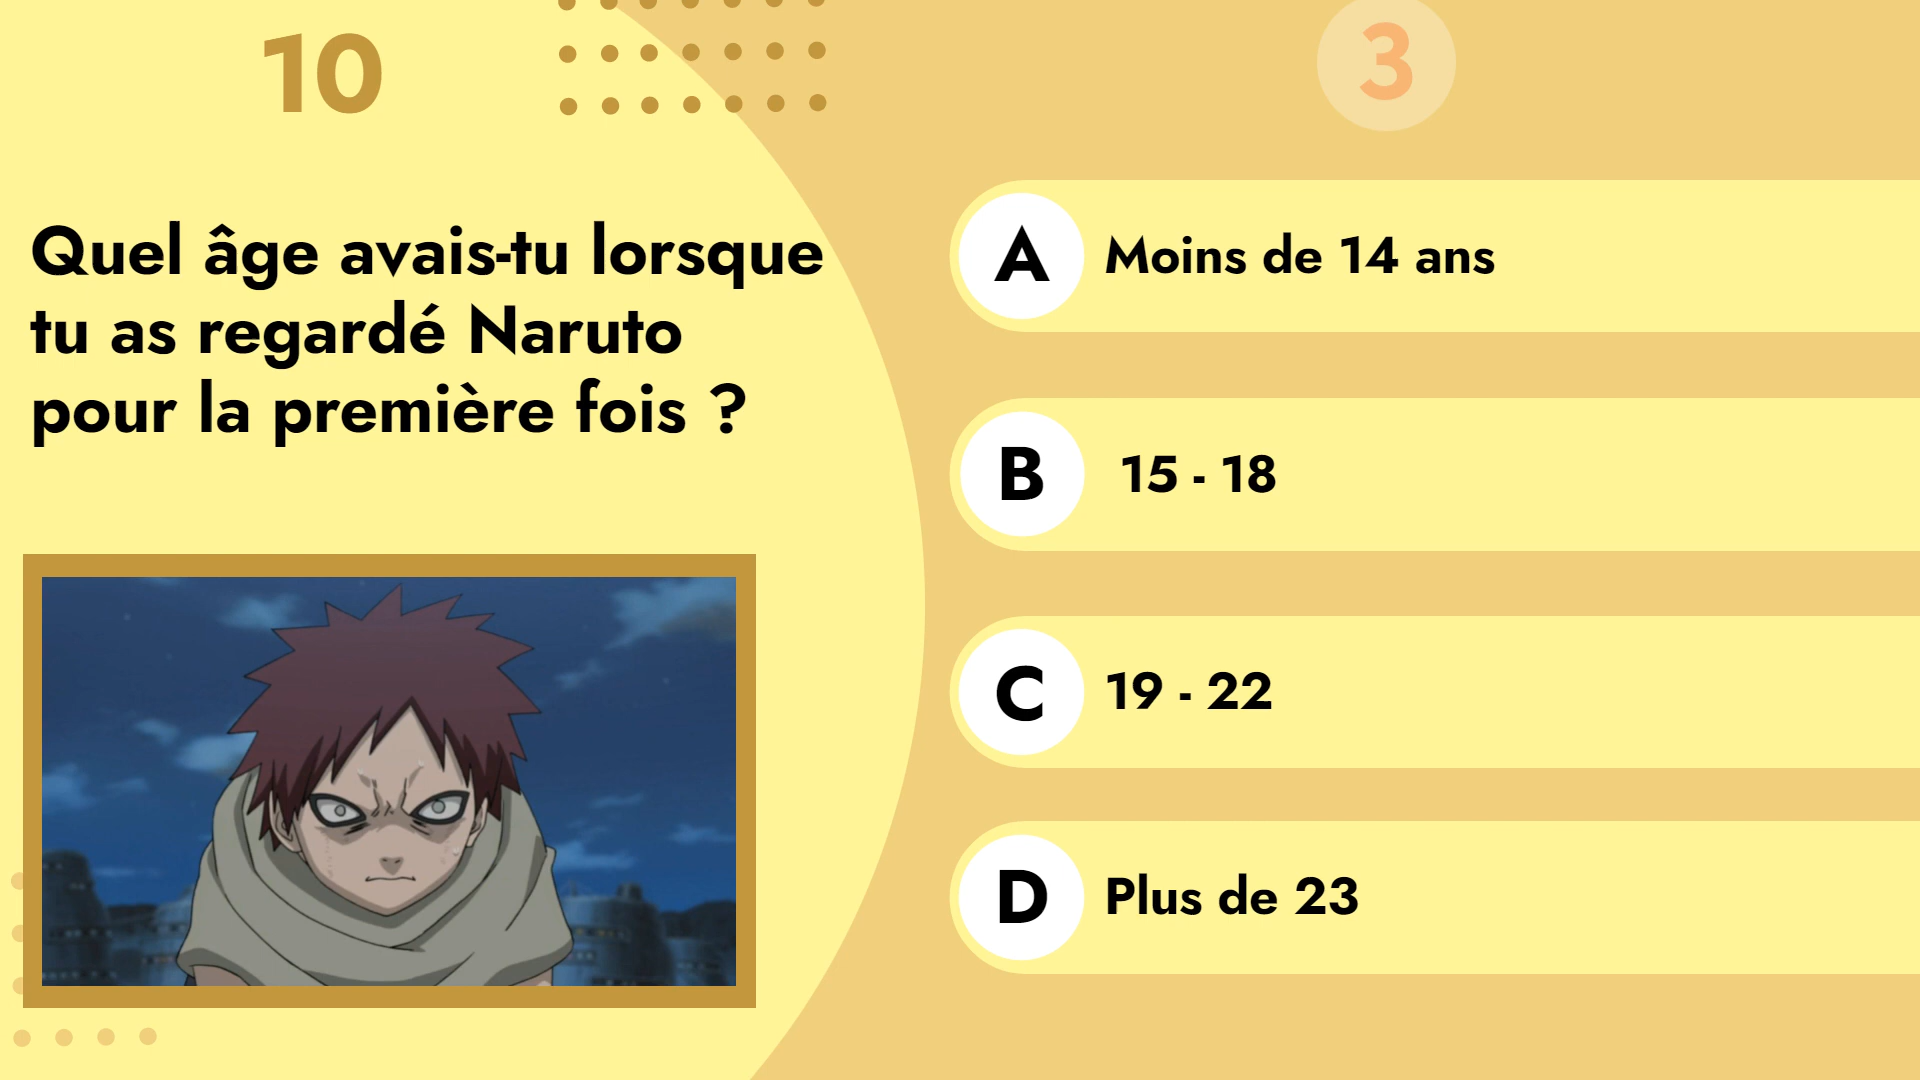 10
3
Quel âge avais-tu lorsque
tu as regardé Naruto
pour la première fois ?
A Moins de 14 ans
B 15 - 18
C 19 - 22
D Plus de 23